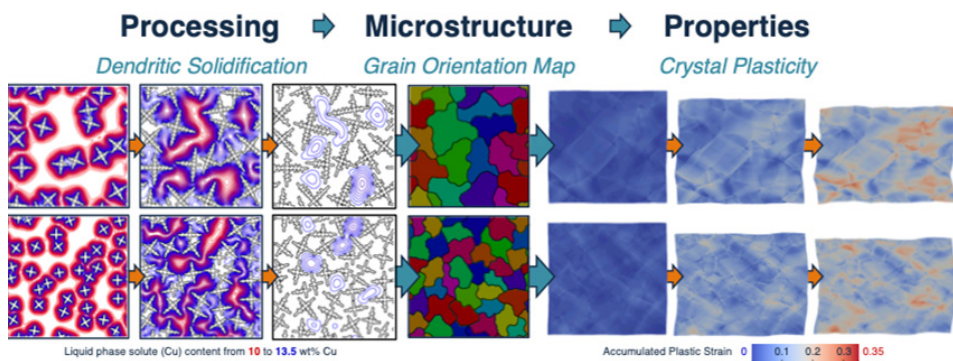 Processing Microstructure Properties
Dendritic Solidification Grain Orientation Map Crystal Plasticity
Liquid phase solute (Cu) content from 10 to 13.5 wt% Cu Accumulated Plastic Strain 0 0.1 0.2 0.3 0.35